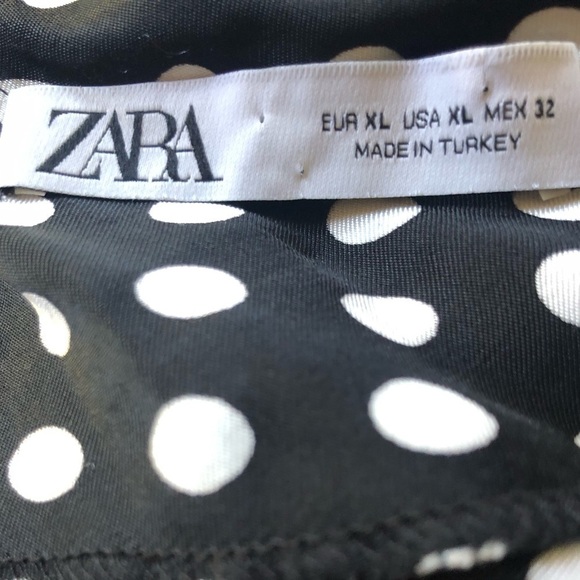 ZARA
EUR XL USA XL MEX 32
MADE IN TURKEY